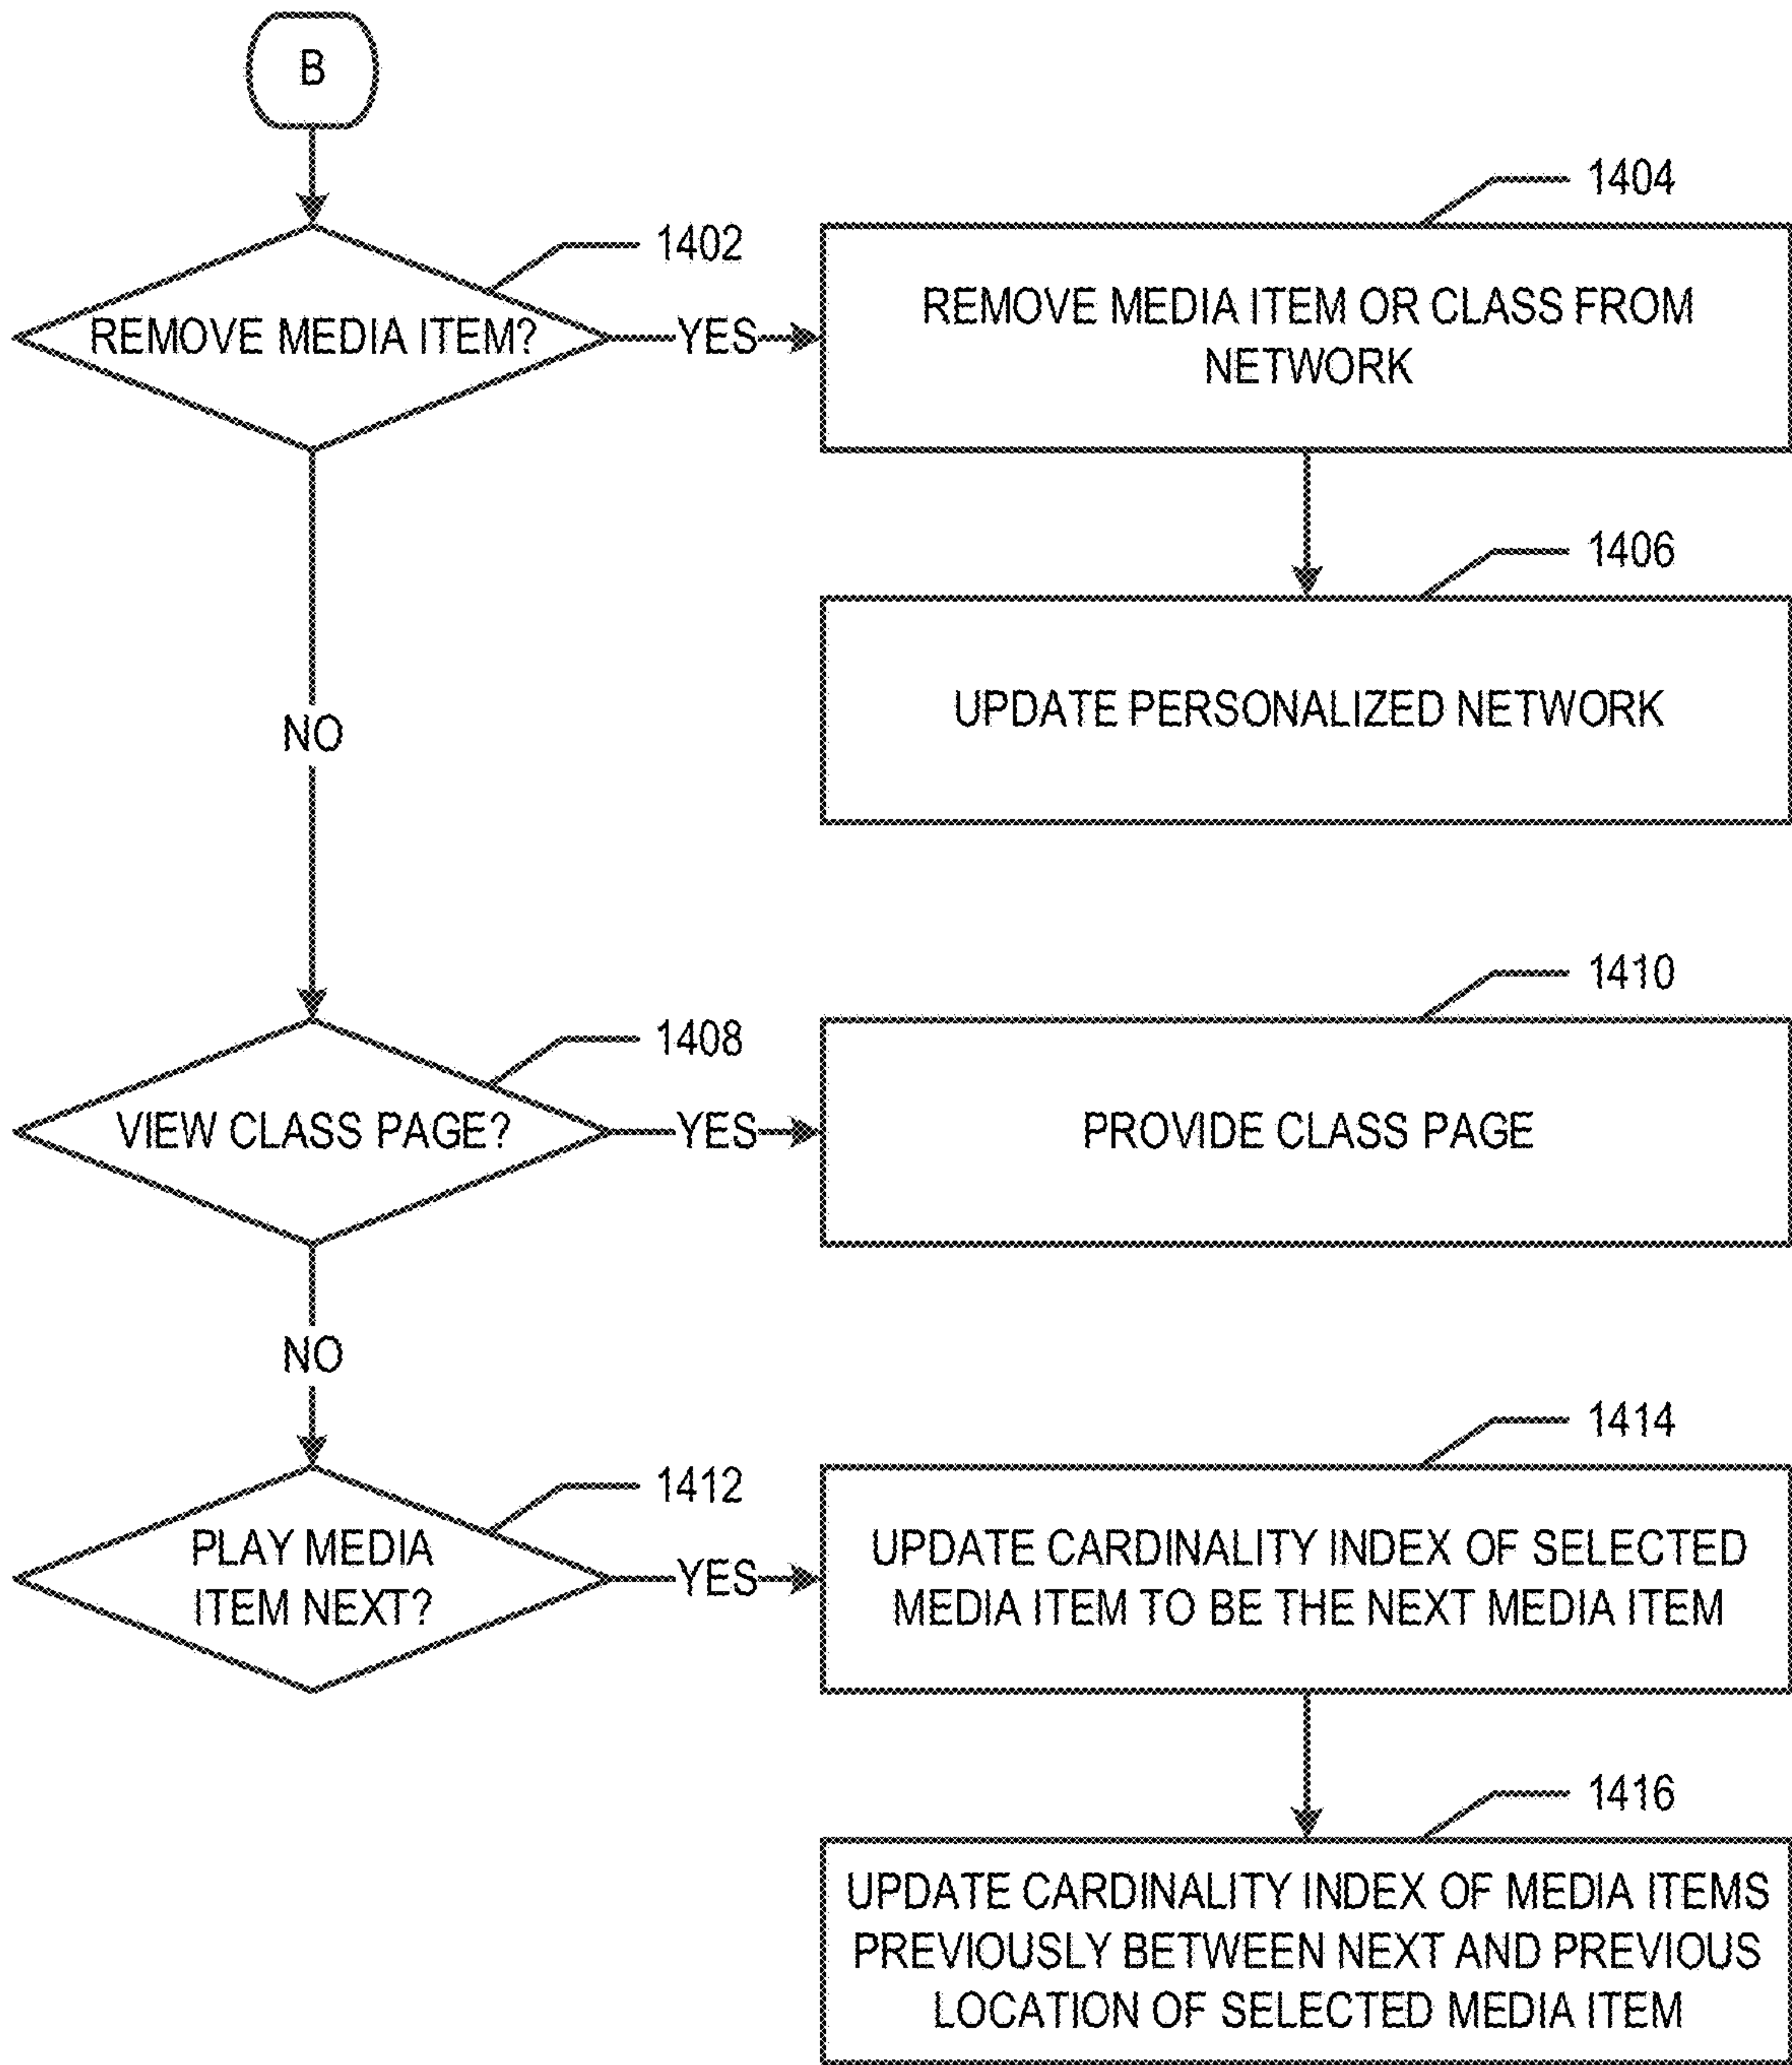 B
1402
REMOVE MEDIA ITEM?
YES
1404
REMOVE MEDIA ITEM OR CLASS FROM
NETWORK
1406
UPDATE PERSONALIZED NETWORK
NO
1408
VIEW CLASS PAGE?
YES
1410
PROVIDE CLASS PAGE
NO
1412
PLAY MEDIA
ITEM NEXT?
YES
1414
UPDATE CARDINALITY INDEX OF SELECTED
MEDIA ITEM TO BE THE NEXT MEDIA ITEM
1416
UPDATE CARDINALITY INDEX OF MEDIA ITEMS
PREVIOUSLY BETWEEN NEXT AND PREVIOUS
LOCATION OF SELECTED MEDIA ITEM